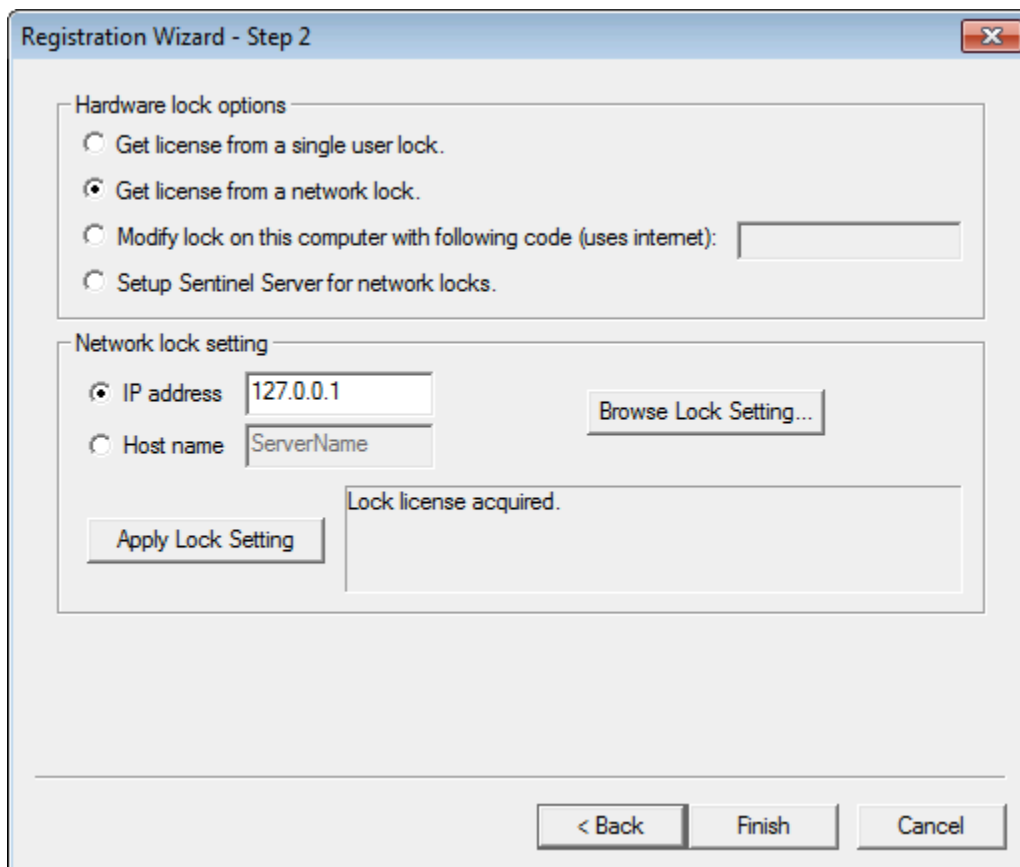 Registration Wizard - Step 2
Hardware lock options
Get license from a single user lock.
Get license from a network lock.
Modify lock on this computer with following code (uses internet):
Setup Sentinel Server for network locks.
Network lock setting
IP address 127.0.0.1
Browse Lock Setting...
Host name ServerName
Lock license acquired.
Apply Lock Setting
< Back Finish Cancel